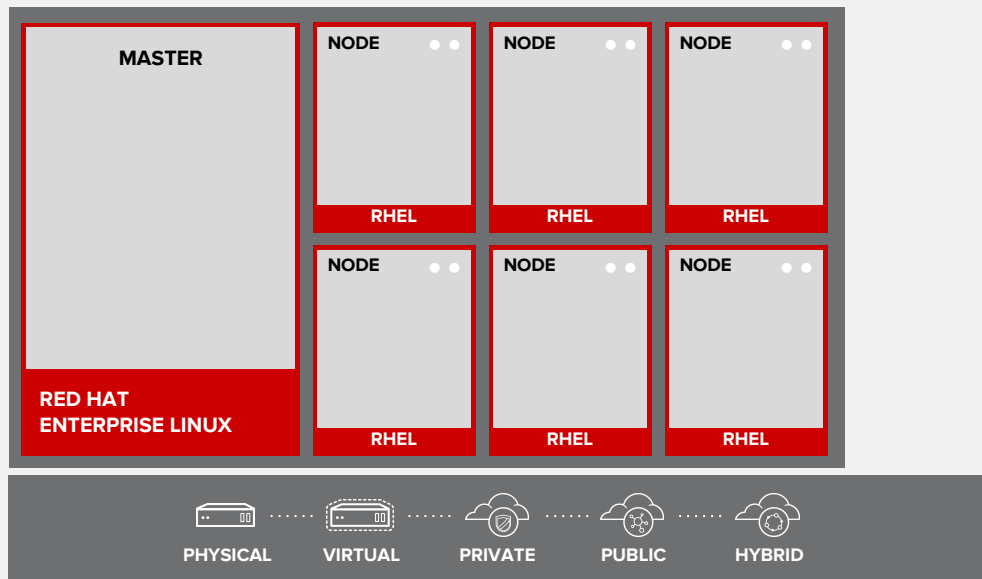 MASTER
RED HAT
ENTERPRISE LINUX
NODE
RHEL
NODE
RHEL
NODE
RHEL
NODE
RHEL
NODE
RHEL
NODE
RHEL
PHYSICAL
VIRTUAL
PRIVATE
PUBLIC
HYBRID